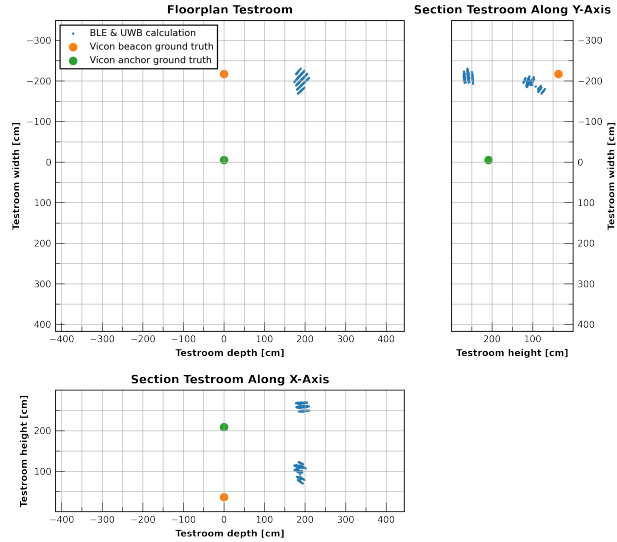 Floorplan Testroom
BLE & UWB calculation
Vicon beacon ground truth
Vicon anchor ground truth
Testroom width [cm]
−300
−200
−100
0
100
200
300
400
−400 −300 −200 −100 0 100 200 300 400
Testroom depth [cm]
Section Testroom Along Y-Axis
−300
−200
−100
0
100
200
300
400
Testroom width [cm]
200 100
Testroom height [cm]
Section Testroom Along X-Axis
Testroom height [cm]
200
100
−400 −300 −200 −100 0 100 200 300 400
Testroom depth [cm]